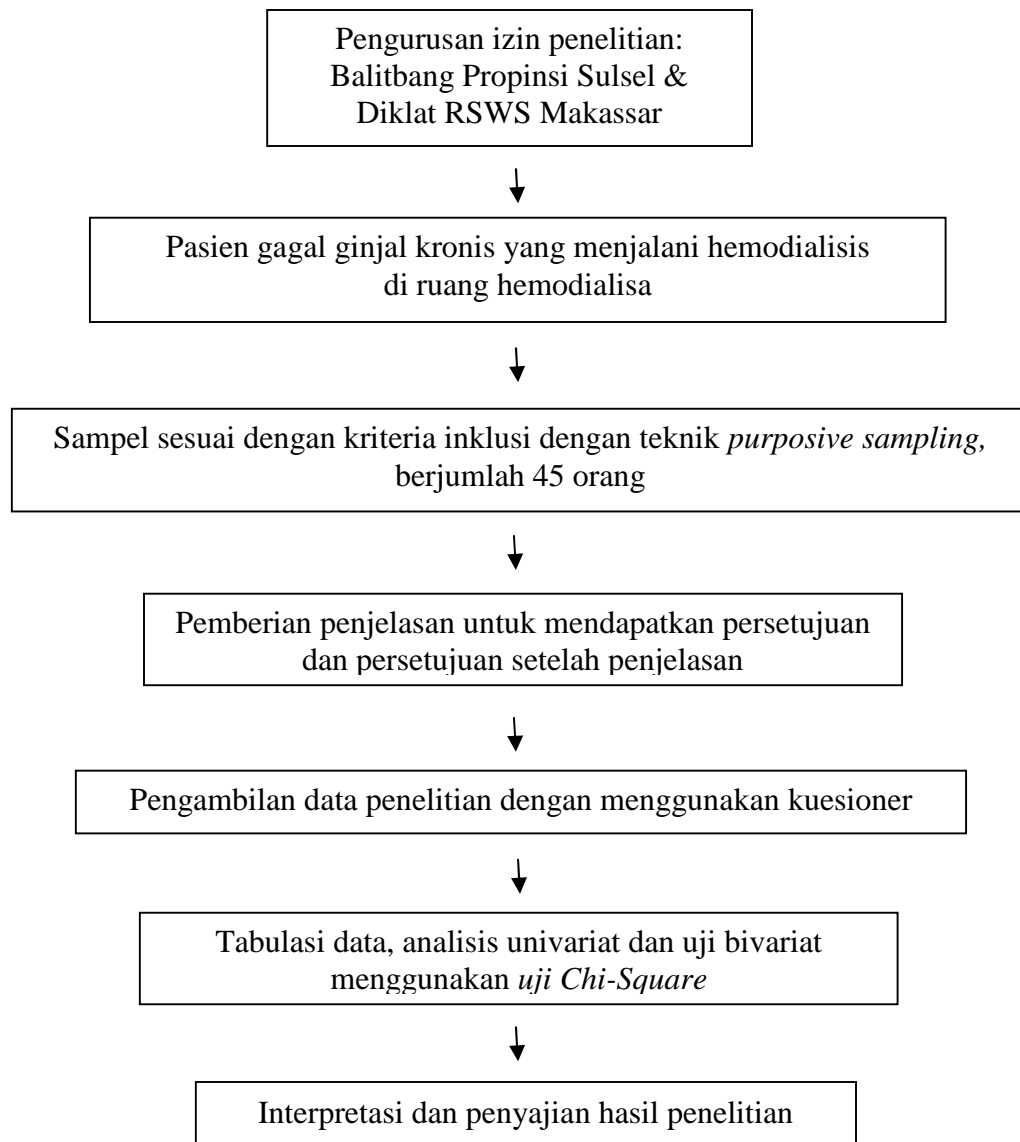 Pengurusan izin penelitian:
Balitbang Propinsi Sulsel &
Diklat RSWS Makassar
Pasien gagal ginjal kronis yang menjalani hemodialisis
di ruang hemodialisa
Sampel sesuai dengan kriteria inklusi dengan teknik purposive sampling,
berjumlah 45 orang
Pemberian penjelasan untuk mendapatkan persetujuan
dan persetujuan setelah penjelasan
Pengambilan data penelitian dengan menggunakan kuesioner
Tabulasi data, analisis univariat dan uji bivariat
menggunakan uji Chi-Square
Interpretasi dan penyajian hasil penelitian